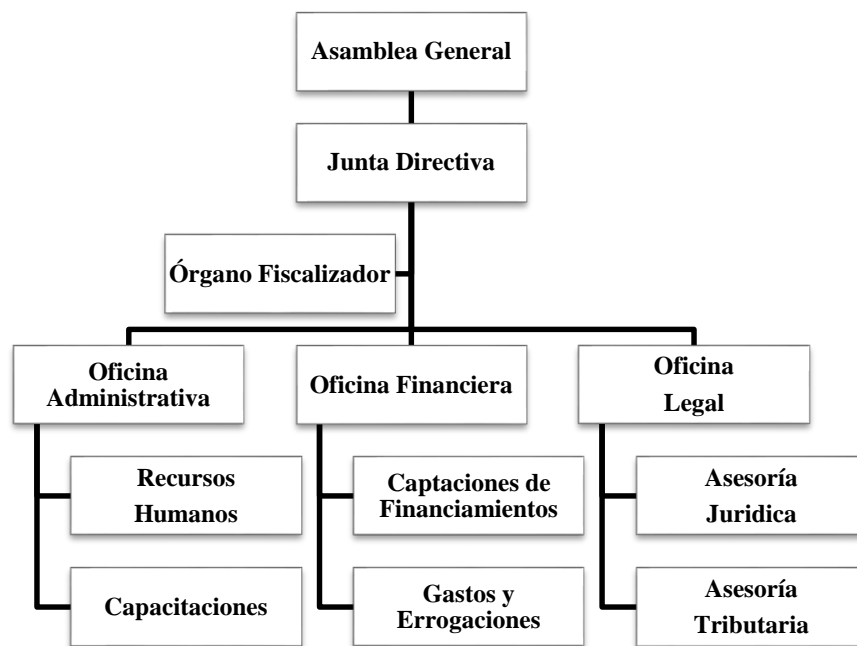 Asamblea General
Junta Directiva
Órgano Fiscalizador
Oficina
Administrativa
Oficina Financiera
Oficina
Legal
Recursos
Humanos
Captaciones de
Financiamientos
Asesoría
Juridica
Capacitaciones
Gastos y
Errogaciones
Asesoría
Tributaria